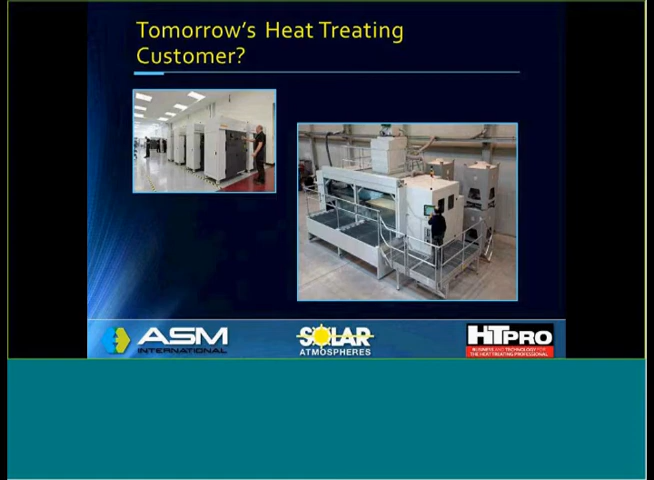 Tomorrow's Heat Treating
Customer?
ASM
INTERNATIONAL
SOLAR
ATMOSPHERES
HTPRO
BUSINESS AND TECHNOLOGY FOR
THE HEAT TREATING PROFESSIONAL